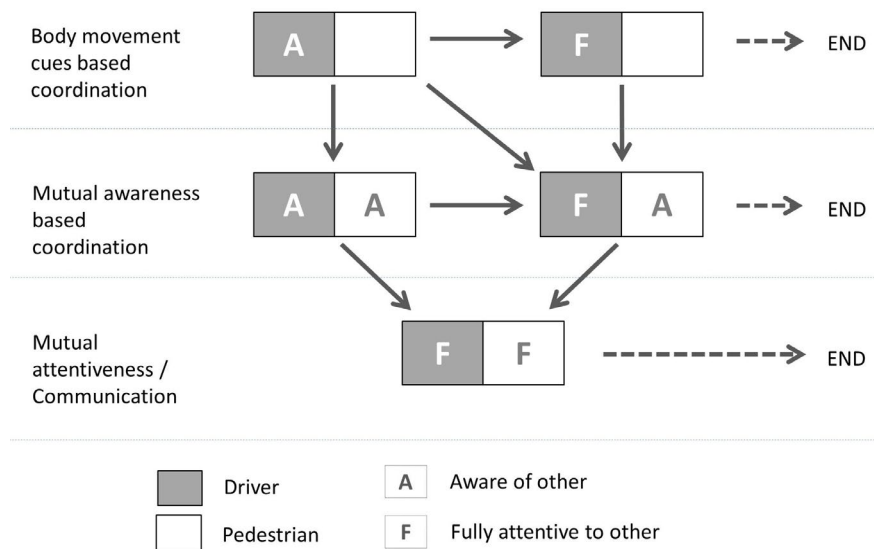 Body movement
cues based
coordination
A
F
END
Mutual awareness
based
coordination
A A
F A
END
Mutual
attentiveness /
Communication
F F
END
Driver
A Aware of other
Pedestrian
F Fully attentive to other